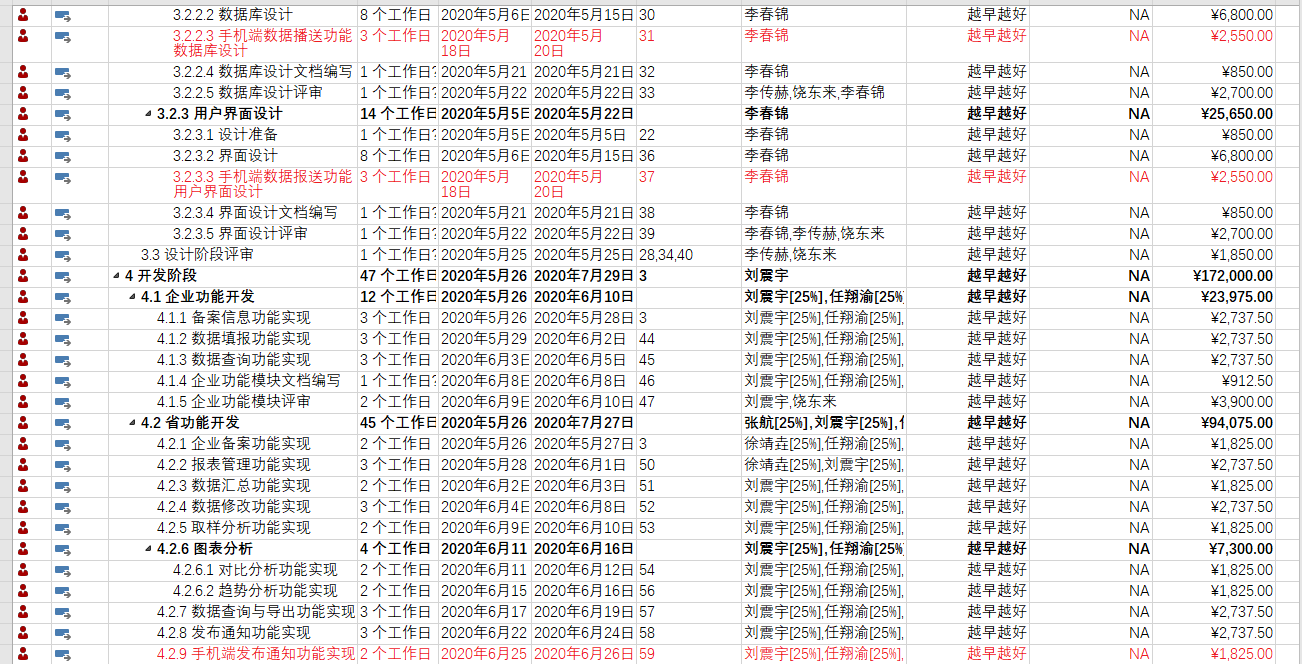 3.2.2.2 数据库设计 8 个工作日 2020年5月6日 2020年5月15日 30 李春锦 越早越好 NA ¥6,800.00
3.2.2.3 手机端数据播送功能 3 个工作日 2020年5月 2020年5月 31 李春锦 越早越好 NA ¥2,550.00
数据库设计 18日 20日
3.2.2.4 数据库设计文档编写 1 个工作日? 2020年5月21 2020年5月21日 32 李春锦 越早越好 NA ¥850.00
3.2.2.5 数据库设计评审 1 个工作日? 2020年5月22 2020年5月22日 33 李传赫,饶东来,李春锦 越早越好 NA ¥2,700.00
3.2.3 用户界面设计 14 个工作日 2020年5月5日 2020年5月22日 李春锦 越早越好 NA ¥25,650.00
3.2.3.1 设计准备 1 个工作日? 2020年5月5日 2020年5月5日 22 李春锦 越早越好 NA ¥850.00
3.2.3.2 界面设计 8 个工作日 2020年5月6日 2020年5月15日 36 李春锦 越早越好 NA ¥6,800.00
3.2.3.3 手机端数据报送功能 3 个工作日 2020年5月 2020年5月 37 李春锦 越早越好 NA ¥2,550.00
用户界面设计 18日 20日
3.2.3.4 界面设计文档编写 1 个工作日? 2020年5月21 2020年5月21日 38 李春锦 越早越好 NA ¥850.00
3.2.3.5 界面设计评审 1 个工作日? 2020年5月22 2020年5月22日 39 李春锦,李传赫,饶东来 越早越好 NA ¥2,700.00
3.3 设计阶段评审 1 个工作日? 2020年5月25 2020年5月25日 28,34,40 李传赫,饶东来 越早越好 NA ¥1,850.00
4 开发阶段 47 个工作日 2020年5月26 2020年7月29日 3 刘震宇 越早越好 NA ¥172,000.00
4.1 企业功能开发 12 个工作日 2020年5月26 2020年6月10日 刘震宇[25%],任翔渝[25% 越早越好 NA ¥23,975.00
4.1.1 备案信息功能实现 3 个工作日 2020年5月26 2020年5月28日 3 刘震宇[25%],任翔渝[25%], 越早越好 NA ¥2,737.50
4.1.2 数据填报功能实现 3 个工作日 2020年5月29 2020年6月2日 44 刘震宇[25%],任翔渝[25%], 越早越好 NA ¥2,737.50
4.1.3 数据查询功能实现 3 个工作日 2020年6月3日 2020年6月5日 45 刘震宇[25%],任翔渝[25%], 越早越好 NA ¥2,737.50
4.1.4 企业功能模块文档编写 1 个工作日? 2020年6月8日 2020年6月8日 46 刘震宇[25%],任翔渝[25%], 越早越好 NA ¥912.50
4.1.5 企业功能模块评审 2 个工作日 2020年6月9日 2020年6月10日 47 刘震宇,饶东来 越早越好 NA ¥3,900.00
4.2 省功能开发 45 个工作日 2020年5月26 2020年7月27日 张航[25%],刘震宇[25%], 越早越好 NA ¥94,075.00
4.2.1 企业备案功能实现 2 个工作日 2020年5月26 2020年5月27日 3 徐靖垚[25%],任翔渝[25%], 越早越好 NA ¥1,825.00
4.2.2 报表管理功能实现 3 个工作日 2020年5月28 2020年6月1日 50 徐靖垚[25%],刘震宇[25%], 越早越好 NA ¥2,737.50
4.2.3 数据汇总功能实现 2 个工作日 2020年6月2日 2020年6月3日 51 刘震宇[25%],任翔渝[25%], 越早越好 NA ¥1,825.00
4.2.4 数据修改功能实现 3 个工作日 2020年6月4日 2020年6月8日 52 刘震宇[25%],任翔渝[25%], 越早越好 NA ¥2,737.50
4.2.5 取样分析功能实现 2 个工作日 2020年6月9日 2020年6月10日 53 刘震宇[25%],任翔渝[25%], 越早越好 NA ¥1,825.00
4.2.6 图表分析 4 个工作日 2020年6月11 2020年6月16日 刘震宇[25%],任翔渝[25% 越早越好 NA ¥7,300.00
4.2.6.1 对比分析功能实现 2 个工作日 2020年6月11 2020年6月12日 54 刘震宇[25%],任翔渝[25%], 越早越好 NA ¥1,825.00
4.2.6.2 趋势分析功能实现 2 个工作日 2020年6月15 2020年6月16日 56 刘震宇[25%],任翔渝[25%], 越早越好 NA ¥1,825.00
4.2.7 数据查询与导出功能实现 3 个工作日 2020年6月17 2020年6月19日 57 刘震宇[25%],任翔渝[25%], 越早越好 NA ¥2,737.50
4.2.8 发布通知功能实现 3 个工作日 2020年6月22 2020年6月24日 58 刘震宇[25%],任翔渝[25%], 越早越好 NA ¥2,737.50
4.2.9 手机端发布通知功能实现 2 个工作日 2020年6月25 2020年6月26日 59 刘震宇[25%],任翔渝[25%], 越早越好 NA ¥1,825.00